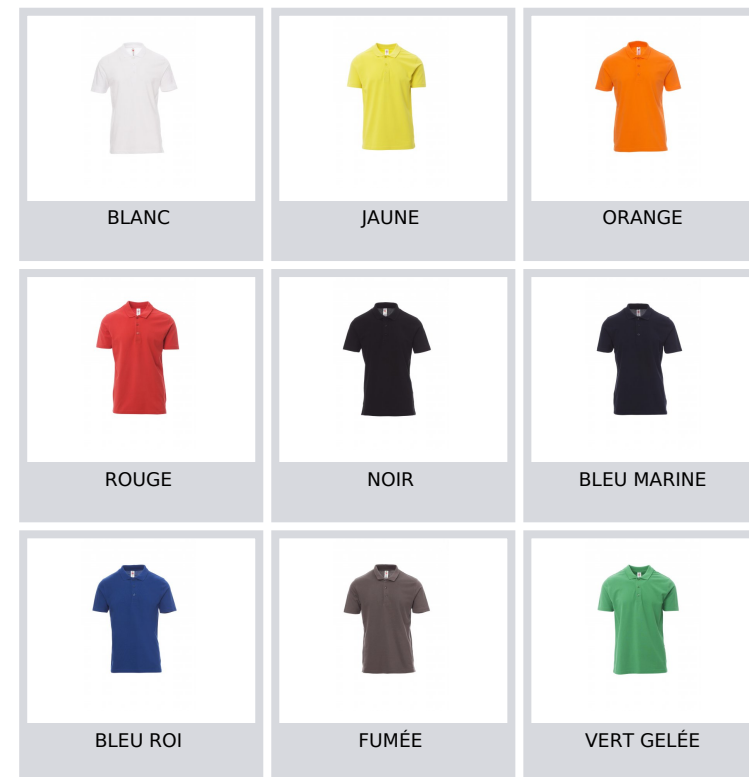 BLANC
JAUNE
ORANGE
ROUGE
NOIR
BLEU MARINE
BLEU ROI
FUMÉE
VERT GELÉE